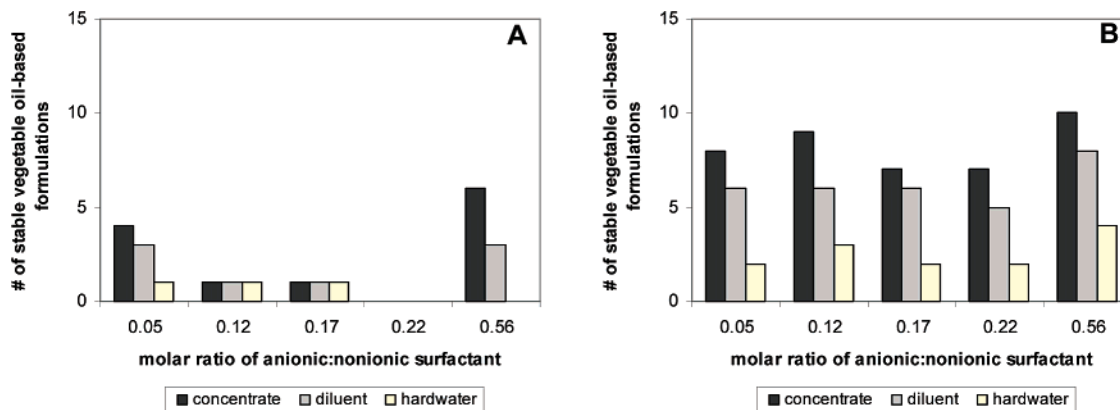 A
# of stable vegetable oil-based
formulations
15
10
5
0
0.05 0.12 0.17 0.22 0.56
molar ratio of anionic:nonionic surfactant
concentrate diluent hardwater
B
# of stable vegetable oil-based
formulations
15
10
5
0
0.05 0.12 0.17 0.22 0.56
molar ratio of anionic:nonionic surfactant
concentrate diluent hardwater